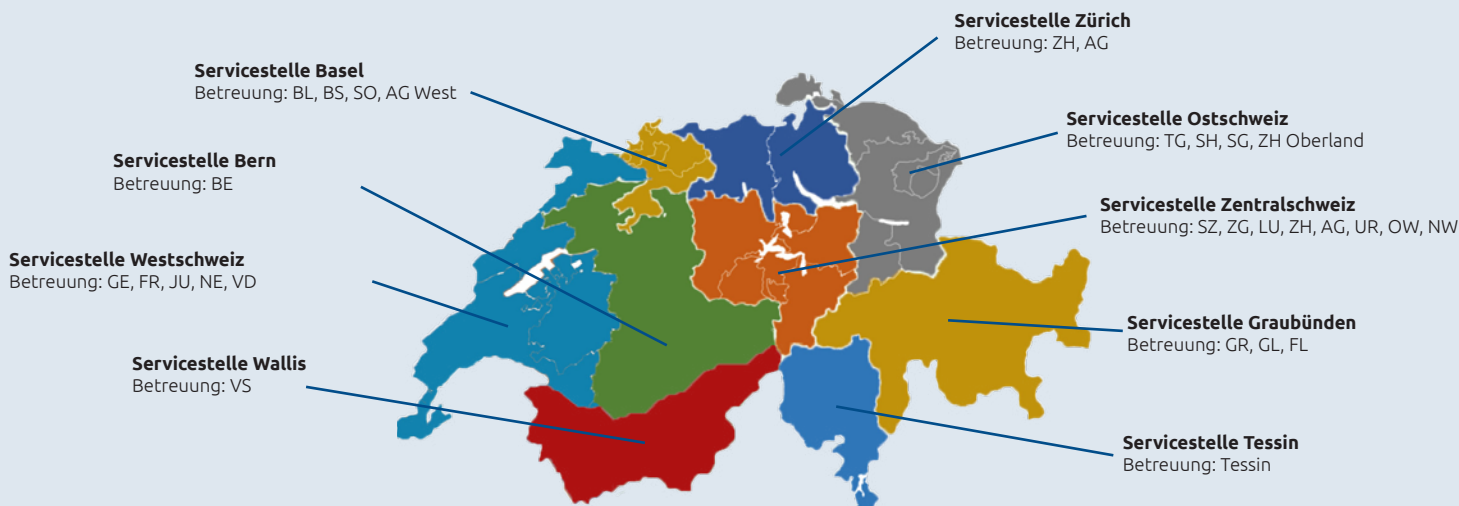 Servicestelle Zürich
Betreuung: ZH, AG
Servicestelle Basel
Betreuung: BL, BS, SO, AG West
Servicestelle Ostschweiz
Betreuung: TG, SH, SG, ZH Oberland
Servicestelle Bern
Betreuung: BE
Servicestelle Zentralschweiz
Betreuung: SZ, ZG, LU, ZH, AG, UR, OW, NW
Servicestelle Westschweiz
Betreuung: GE, FR, JU, NE, VD
Servicestelle Graubünden
Betreuung: GR, GL, FL
Servicestelle Wallis
Betreuung: VS
Servicestelle Tessin
Betreuung: Tessin